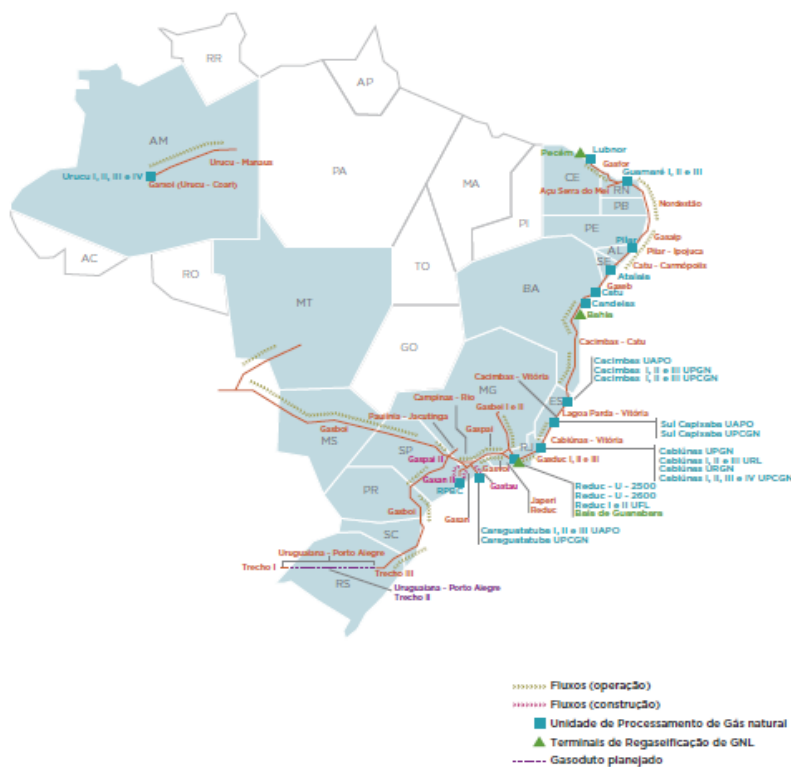 RR
AP
AM
Urucu - Manaus
Urucu I, II, III e IV
Garsol (Urucu - Coari)
PA
MA
AC
RO
TO
PI
MT
GO
Pecém
Lubnor
Gasfor
CE
Guamaré I, II e III
Açu Serra do Mel
RN
PB
Nordestão
PE
Gasalp
Pilar
AL
Pilar - Ipojuca
SE
Catu - Carmópolis
Atalaia
Gaseb
BA
Catu
Candeias
Bahia
Cacimbas - Catu
Cacimbas UAPO
Cacimbas I, II e III UPGN
Cacimbas I, II e III UPCGN
Cacimbas - Vitória
MG
ES
Campinas - Rio
Gasbel I e II
Lagoa Parda - Vitória
Paulínia - Jacutinga
Sul Capixaba UAPO
Sul Capixaba UPCGN
Gasbol
Gaspal
MS
SP
RJ
Cabiúnas - Vitória
Cabiúnas UPGN
Cabiúnas I, II e III URL
Cabiúnas URGN
Cabiúnas I, II, III e IV UPCGN
Gaspal II
Gasduc I, II e III
Gasan II
RPBC
Gastau
PR
Reduc - U - 2500
Reduc - U - 2600
Reduc I e II UFL
Baía de Guanabara
Japeri
Reduc
Gasbol
Gasan
SC
Caraguatatuba I, II e III UAPO
Caraguatatuba UPCGN
Uruguaiana - Porto Alegre
Trecho I
Trecho III
RS
Uruguaiana - Porto Alegre
Trecho II
Fluxos (operação)
Fluxos (construção)
Unidade de Processamento de Gás natural
Terminais de Regaseificação de GNL
Gasoduto planejado